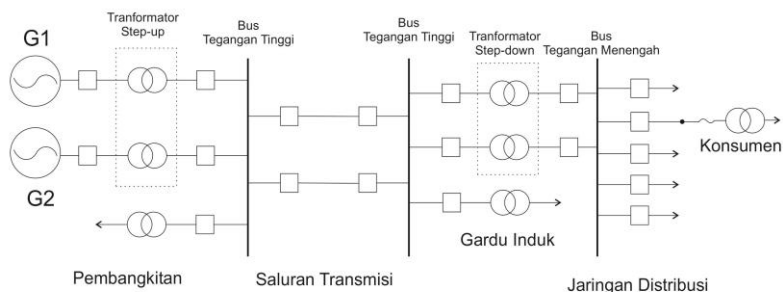 G1
Tranformator
Step-up
Bus
Tegangan Tinggi
Bus
Tegangan Tinggi
Tranformator
Step-down
Bus
Tegangan Menengah
Konsumen
G2
Gardu Induk
Pembangkitan
Saluran Transmisi
Jaringan Distribusi